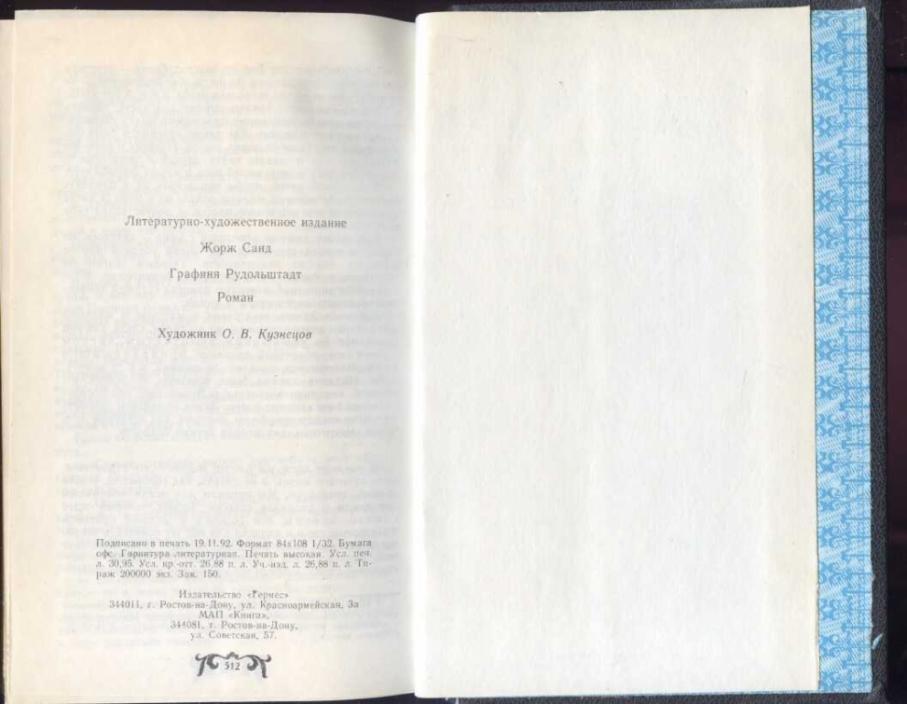 Литературно-художественное издание
Жорж Санд
Графиня Рудольштадт
Роман
Художник О. В. Кузнецов
Подписано в печать 19.11.92. Формат 84х108 1/32. Бумага
офс. Гарнитура литературная. Печать высокая. Усл. печ.
л. 30,95. Усл. кр.-отт. 26,88 п. л. Уч.-изд. л. 26,88 п. л. Ти-
раж 200000 экз. Зак. 150.
Издательство «Гермес»
344011, г. Ростов-на-Дону, ул. Красноармейская, 3а
МАП «Книга»,
344081, г. Ростов-на-Дону,
ул. Советская, 57.
512